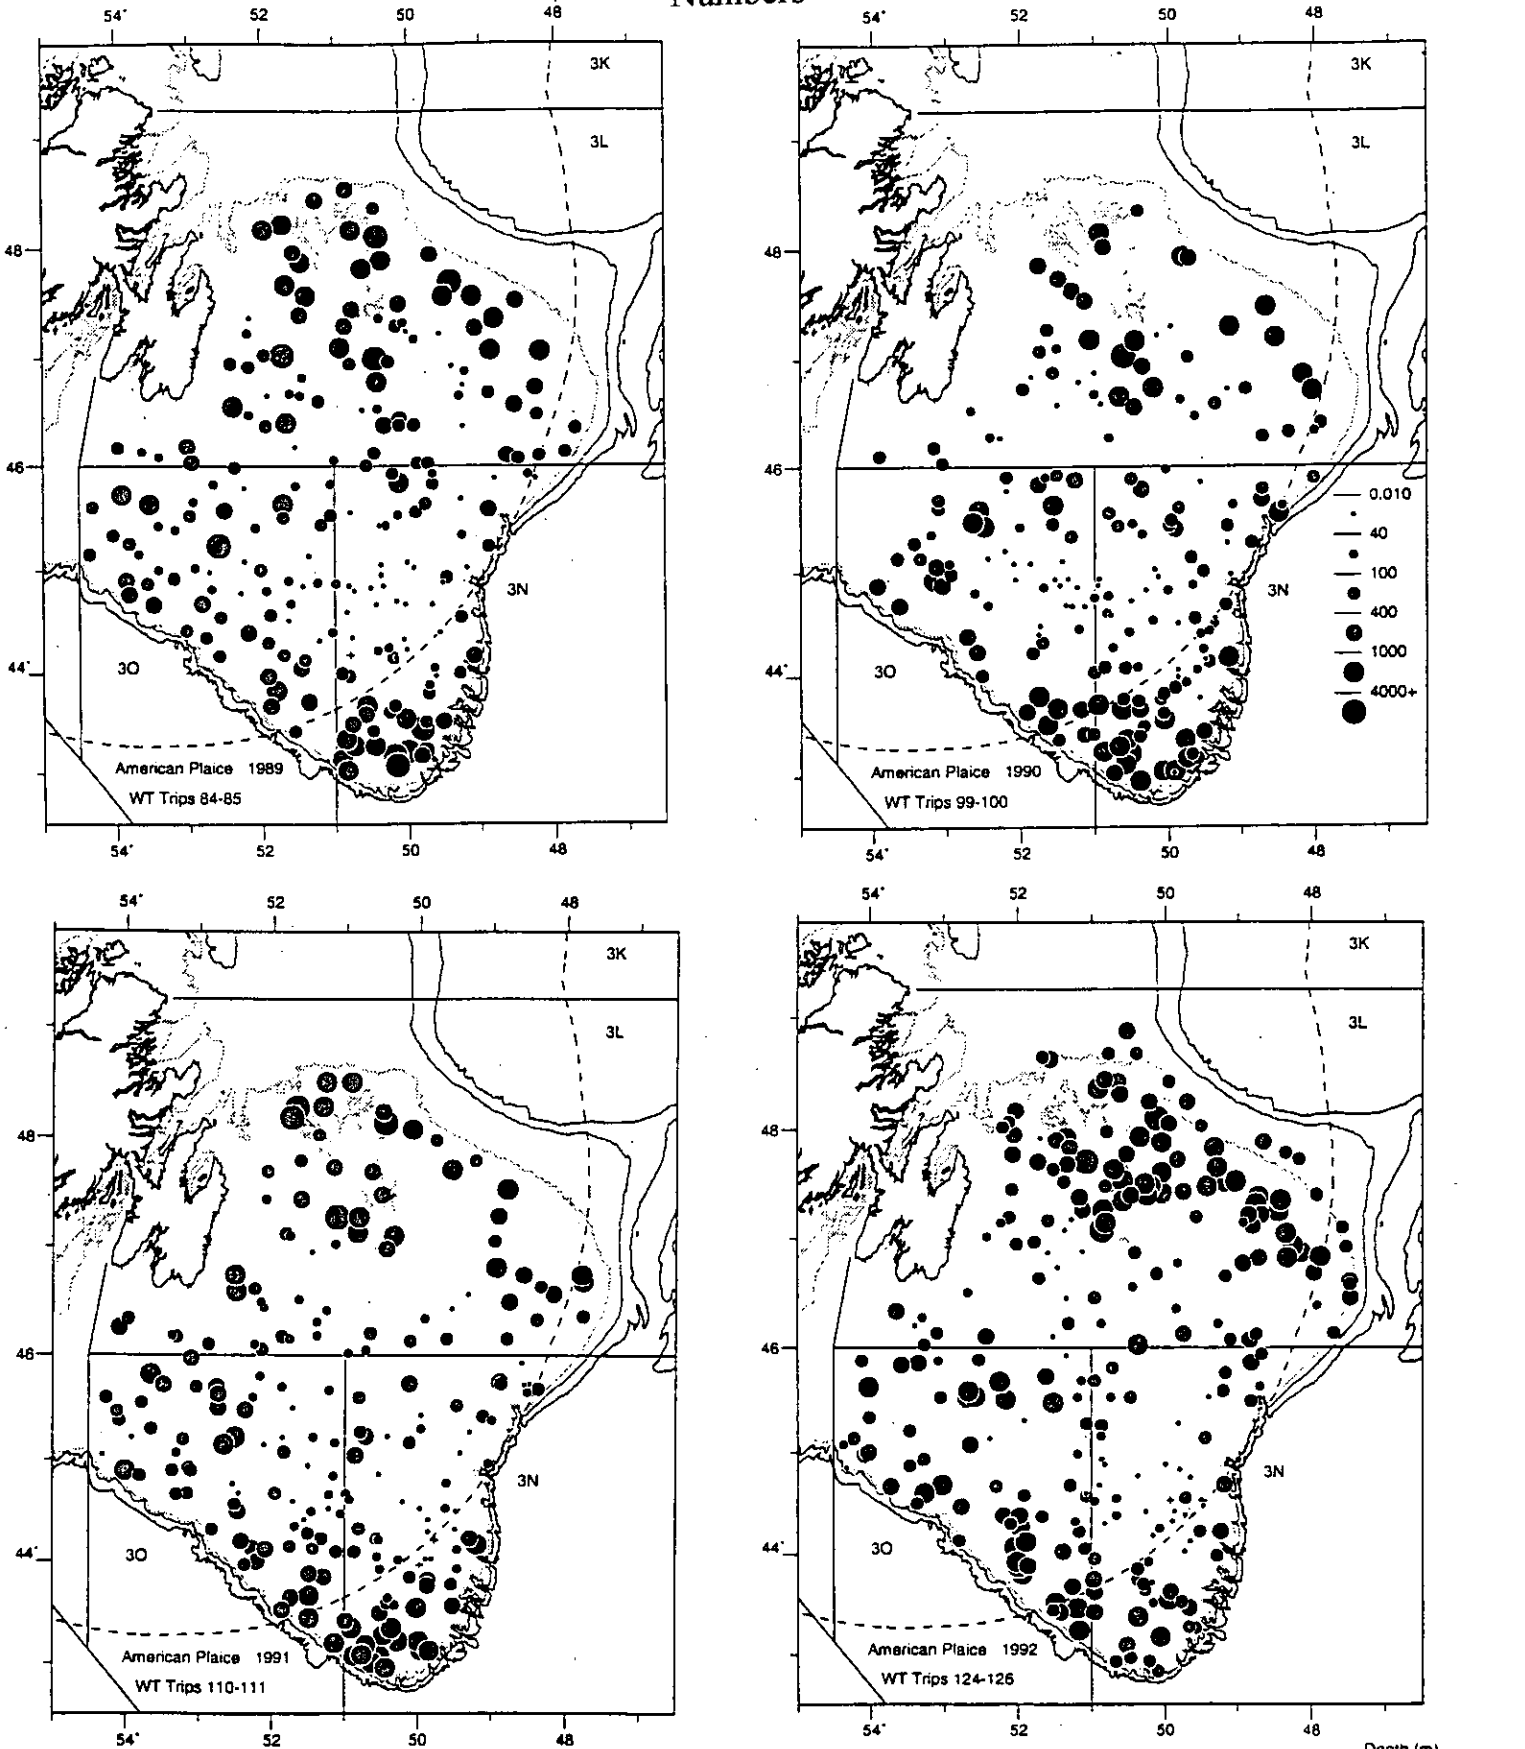 Numbers
54° 52 50 48
54° 52 50 48
3K
3K
3L
3L
48
48
46
46
0.010
40
100
400
1000
4000+
3N
3N
44°
44°
3O
3O
American Plaice 1989
WT Trips 84-85
American Plaice 1990
WT Trips 99-100
54° 52 50 48
54° 52 50 48
54° 52 50 48
54° 52 50 48
3K
3K
3L
3L
48
48
46
46
3N
3N
44°
44°
3O
3O
American Plaice 1991
WT Trips 110-111
American Plaice 1992
WT Trips 124-126
54° 52 50 48
54° 52 50 48
Depth (m)